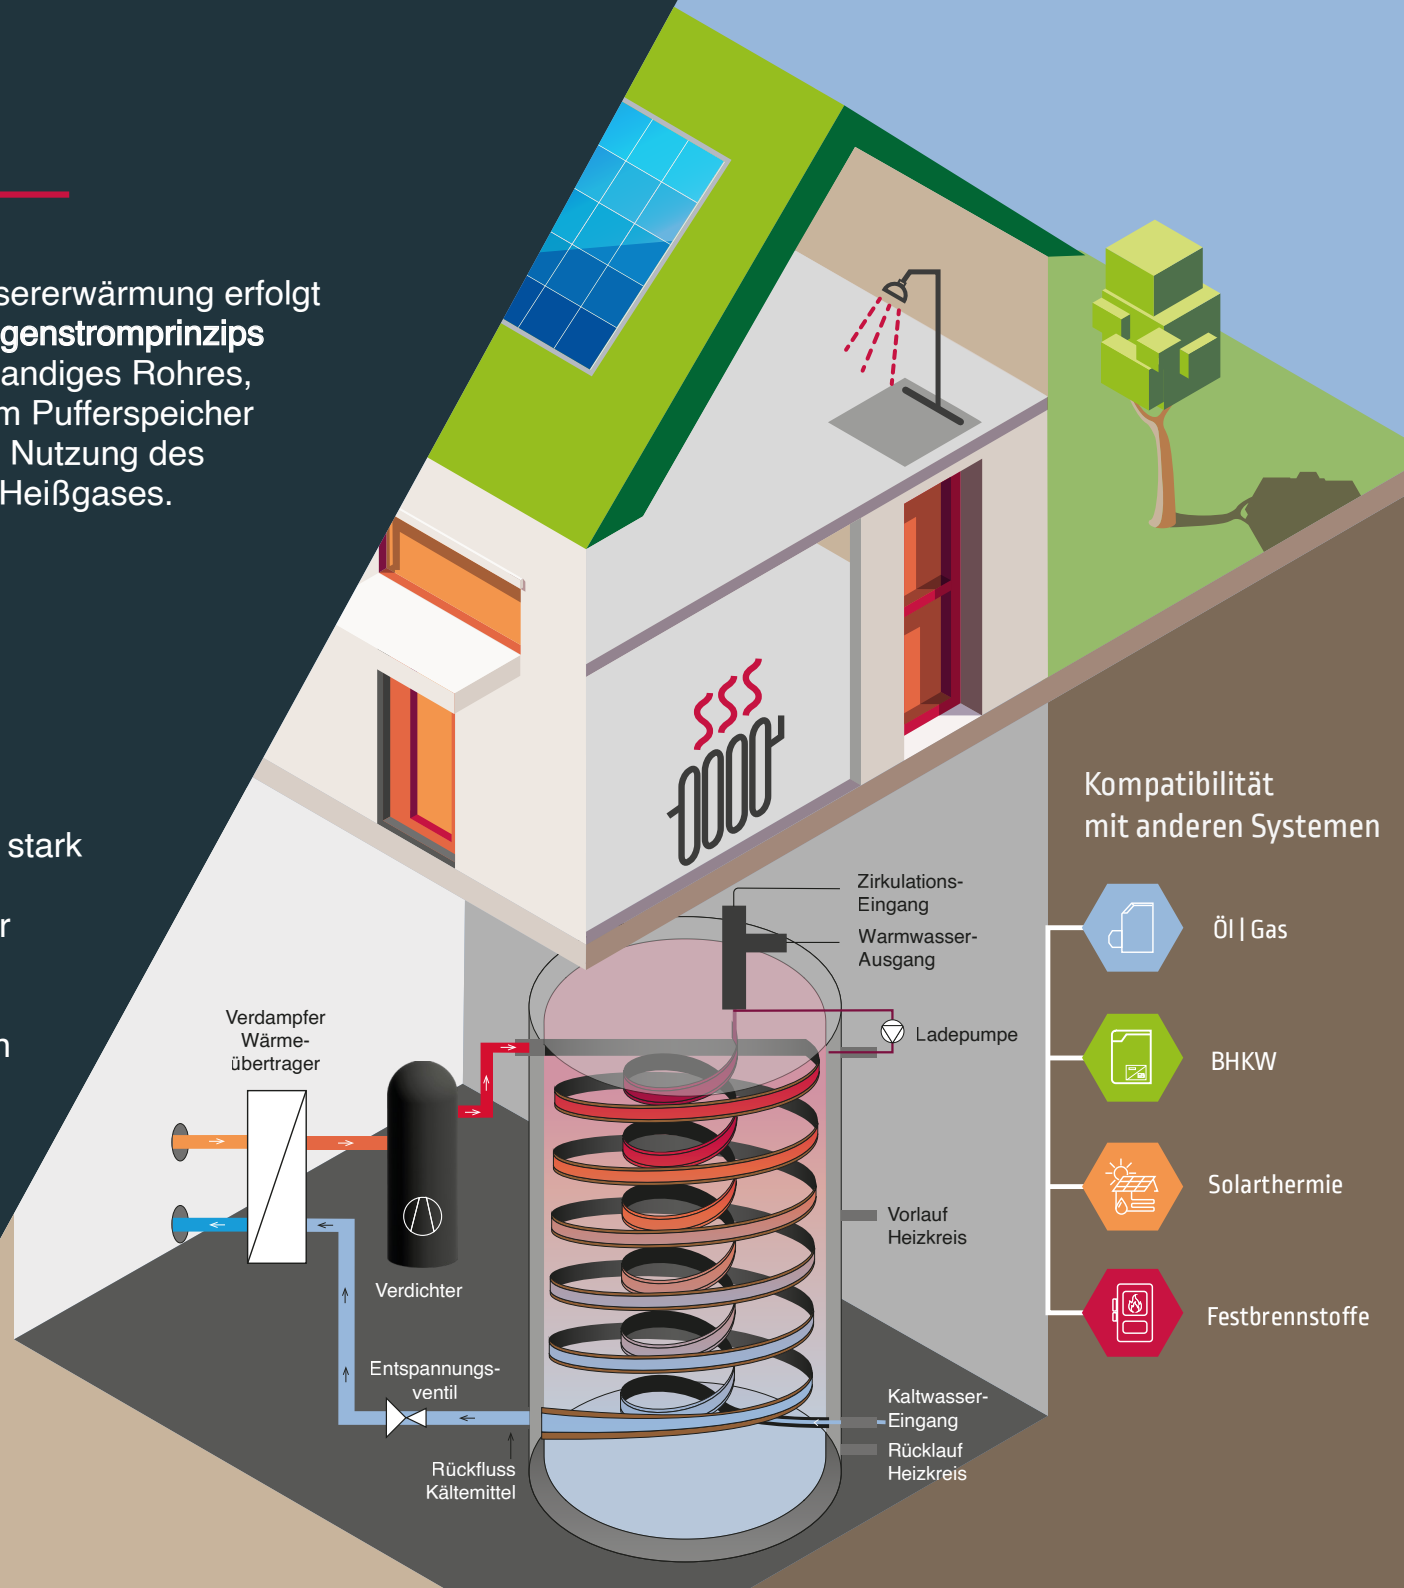 sererwärmung erfolgt
genstromprinzips
andiges Rohres,
m Pufferspeicher
Nutzung des
Heißgases.
stark
r
n
Kompatibilität
mit anderen Systemen
Öl | Gas
BHKW
Solarthermie
Festbrennstoffe
Zirkulations-
Eingang
Warmwasser-
Ausgang
Ladepumpe
Verdampfer
Wärme-
übertrager
Verdichter
Vorlauf
Heizkreis
Entspannungs-
ventil
Kaltwasser-
Eingang
Rücklauf
Heizkreis
Rückfluss
Kältemittel